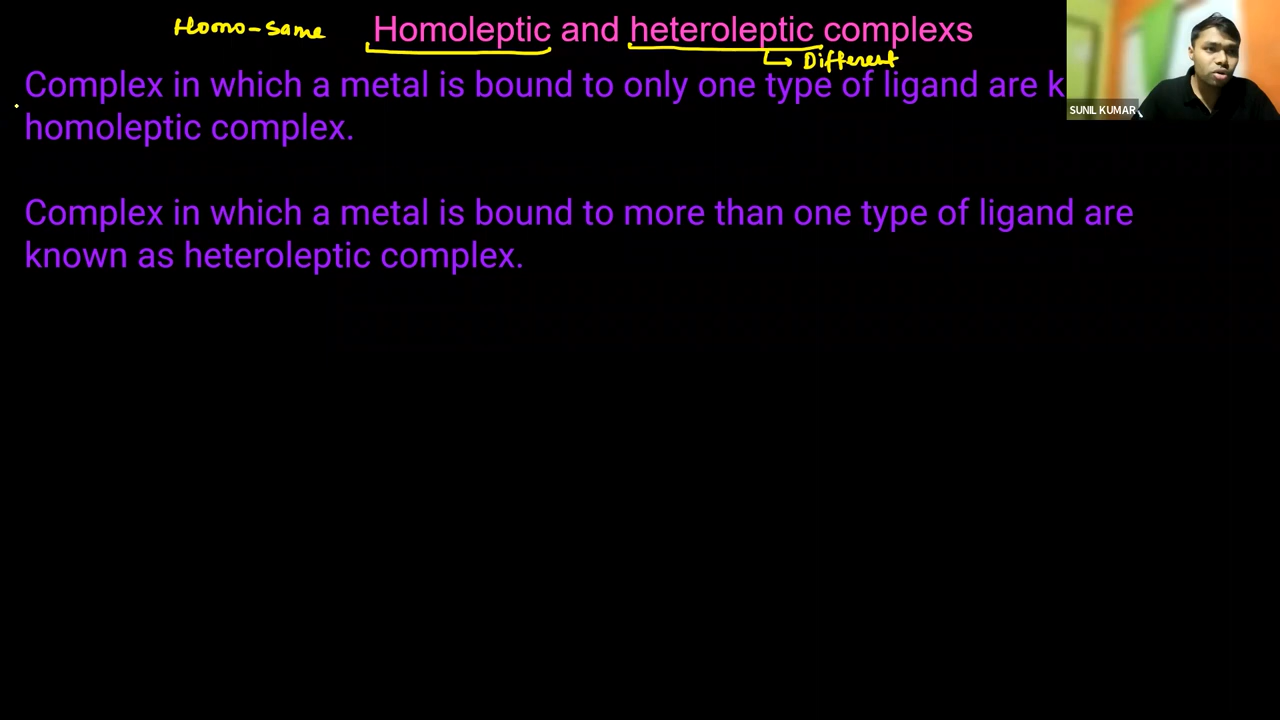 Homo-Same Homoleptic and heteroleptic complexs
Different
Complex in which a metal is bound to only one type of ligand are k
SUNIL KUMAR
homoleptic complex.
Complex in which a metal is bound to more than one type of ligand are
known as heteroleptic complex.